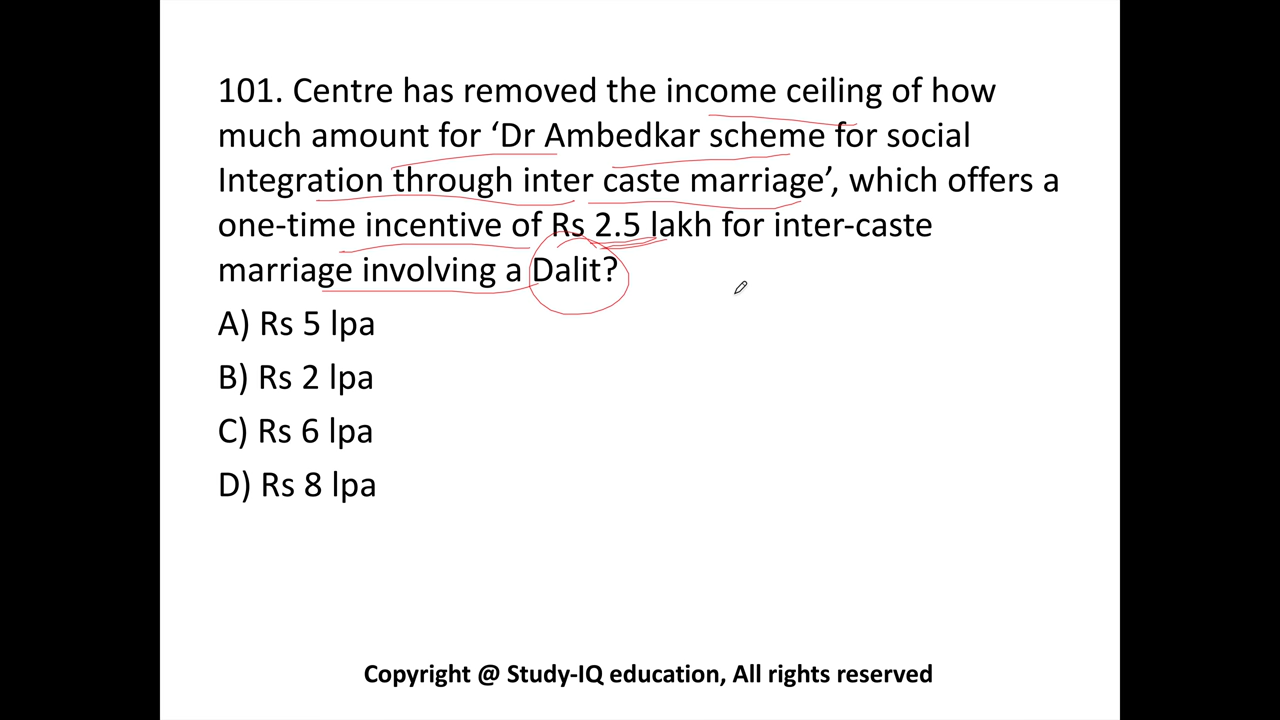 101. Centre has removed the income ceiling of how
much amount for ‘Dr Ambedkar scheme for social
Integration through inter caste marriage’, which offers a
one-time incentive of Rs 2.5 lakh for inter-caste
marriage involving a Dalit?
A) Rs 5 lpa
B) Rs 2 lpa
C) Rs 6 lpa
D) Rs 8 lpa
Copyright @ Study-IQ education, All rights reserved